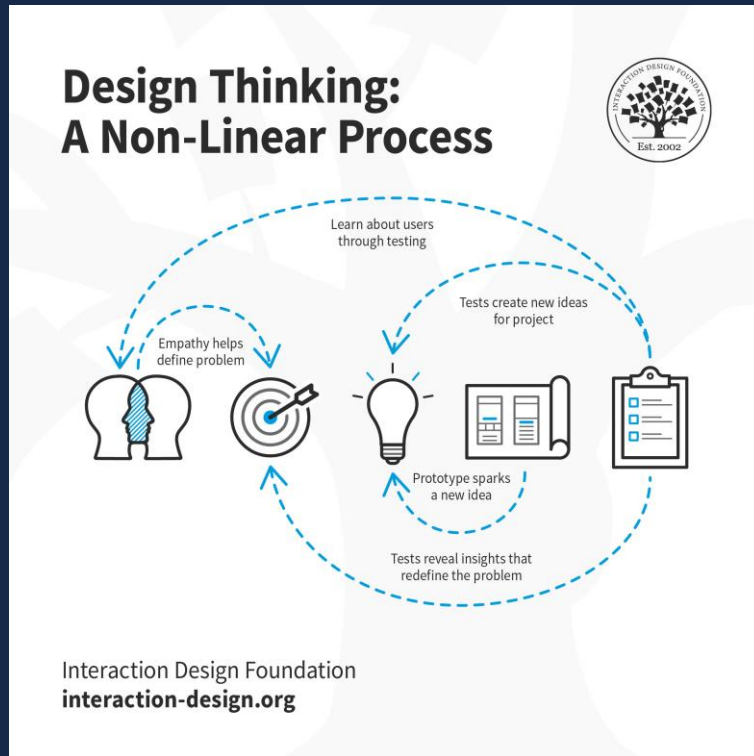 Design Thinking:
A Non-Linear Process
INTERACTION DESIGN FOUNDATION
Est. 2002
Learn about users
through testing
Tests create new ideas
for project
Empathy helps
define problem
Prototype sparks
a new idea
Tests reveal insights that
redefine the problem
Interaction Design Foundation
interaction-design.org